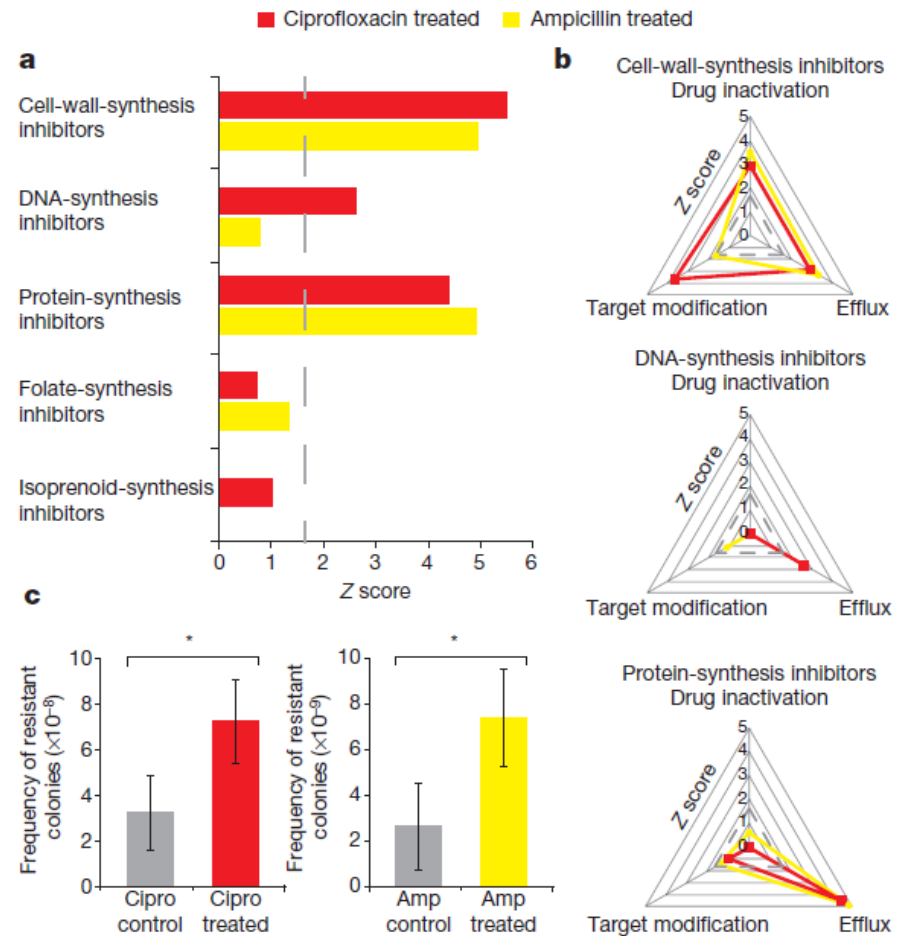 Ciprofloxacin treated Ampicillin treated
a
Cell-wall-synthesis
inhibitors
DNA-synthesis
inhibitors
Protein-synthesis
inhibitors
Folate-synthesis
inhibitors
Isoprenoid-synthesis
inhibitors
0 1 2 3 4 5 6
Z score
b
Cell-wall-synthesis inhibitors
Drug inactivation
5
4
3
2
1
0
Z score
Target modification Efflux
DNA-synthesis inhibitors
Drug inactivation
5
4
3
2
1
0
Z score
Target modification Efflux
Protein-synthesis inhibitors
Drug inactivation
5
4
3
2
1
0
Z score
Target modification Efflux
c
Frequency of resistant
colonies (×10⁻⁸)
10
8
6
4
2
0
*
Cipro Cipro
control treated
Frequency of resistant
colonies (×10⁻⁹)
10
8
6
4
2
0
*
Amp Amp
control treated